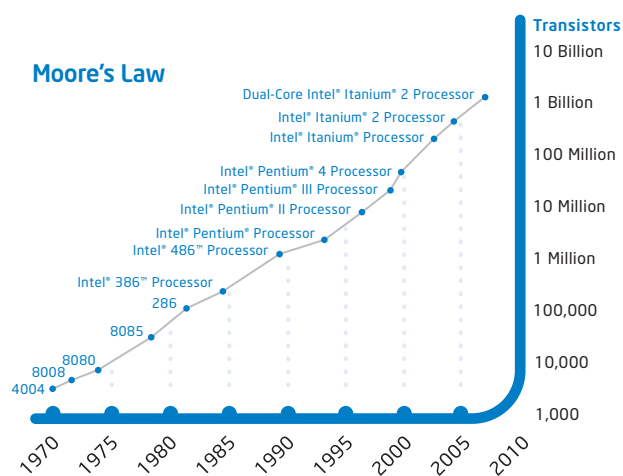 Transistors
10 Billion
Moore's Law
Dual-Core Intel® Itanium® 2 Processor
1 Billion
Intel® Itanium® 2 Processor
Intel® Itanium® Processor
100 Million
Intel® Pentium® 4 Processor
Intel® Pentium® III Processor
Intel® Pentium® II Processor
10 Million
Intel® Pentium® Processor
Intel® 486™ Processor
1 Million
Intel® 386™ Processor
286
100,000
8085
8080
10,000
8008
4004
1,000
1970
1975
1980
1985
1990
1995
2000
2005
2010